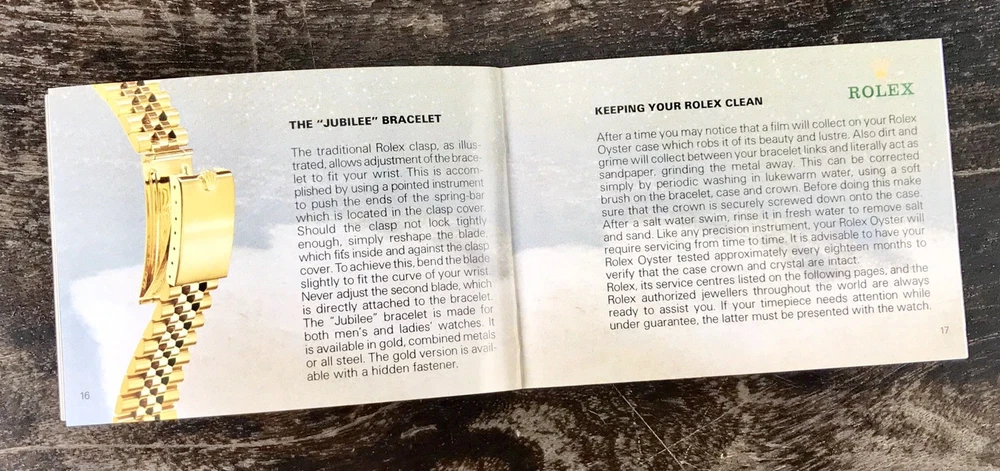 THE “JUBILEE” BRACELET
The traditional Rolex clasp, as illus-
trated, allows adjustment of the brace-
let to fit your wrist. This is accom-
plished by using a pointed instrument
to push the ends of the spring-bar
which is located in the clasp cover.
Should the clasp not lock tightly
enough, simply reshape the blade,
which fits inside and against the clasp
cover. To achieve this, bend the blade
slightly to fit the curve of your wrist.
Never adjust the second blade, which
is directly attached to the bracelet.
The “Jubilee” bracelet is made for
both men's and ladies' watches. It
is available in gold, combined metals
or all steel. The gold version is avail-
able with a hidden fastener.
16
ROLEX
KEEPING YOUR ROLEX CLEAN
After a time you may notice that a film will collect on your Rolex
Oyster case which robs it of its beauty and lustre. Also dirt and
grime will collect between your bracelet links and literally act as
sandpaper, grinding the metal away. This can be corrected
simply by periodic washing in lukewarm water, using a soft
brush on the bracelet, case and crown. Before doing this make
sure that the crown is securely screwed down onto the case.
After a salt water swim, rinse it in fresh water to remove salt
and sand. Like any precision instrument, your Rolex Oyster will
require servicing from time to time. It is advisable to have your
Rolex Oyster tested approximately every eighteen months to
verify that the case crown and crystal are intact.
Rolex, its service centres listed on the following pages, and the
Rolex authorized jewellers throughout the world are always
ready to assist you. If your timepiece needs attention while
under guarantee, the latter must be presented with the watch.
17